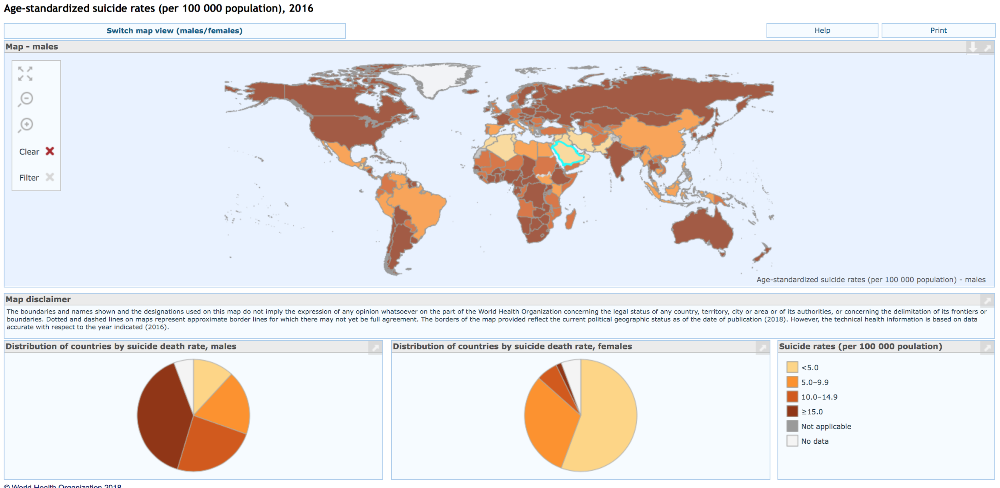 Age-standardized suicide rates (per 100 000 population), 2016
Switch map view (males/females)
Help
Print
Map - males
Clear
Filter
Age-standardized suicide rates (per 100 000 population) - males
Map disclaimer
The boundaries and names shown and the designations used on this map do not imply the expression of any opinion whatsoever on the part of the World Health Organization concerning the legal status of any country, territory, city or area or of its authorities, or concerning the delimitation of its frontiers or
boundaries. Dotted and dashed lines on maps represent approximate border lines for which there may not yet be full agreement. The borders of the map provided reflect the current political geographic status as of the date of publication (2018). However, the technical health information is based on data
accurate with respect to the year indicated (2016).
Distribution of countries by suicide death rate, males
Distribution of countries by suicide death rate, females
Suicide rates (per 100 000 poulation)
<5.0
5.0–9.9
10.0–14.9
≥15.0
Not applicable
No data
© World Health Organization 2018